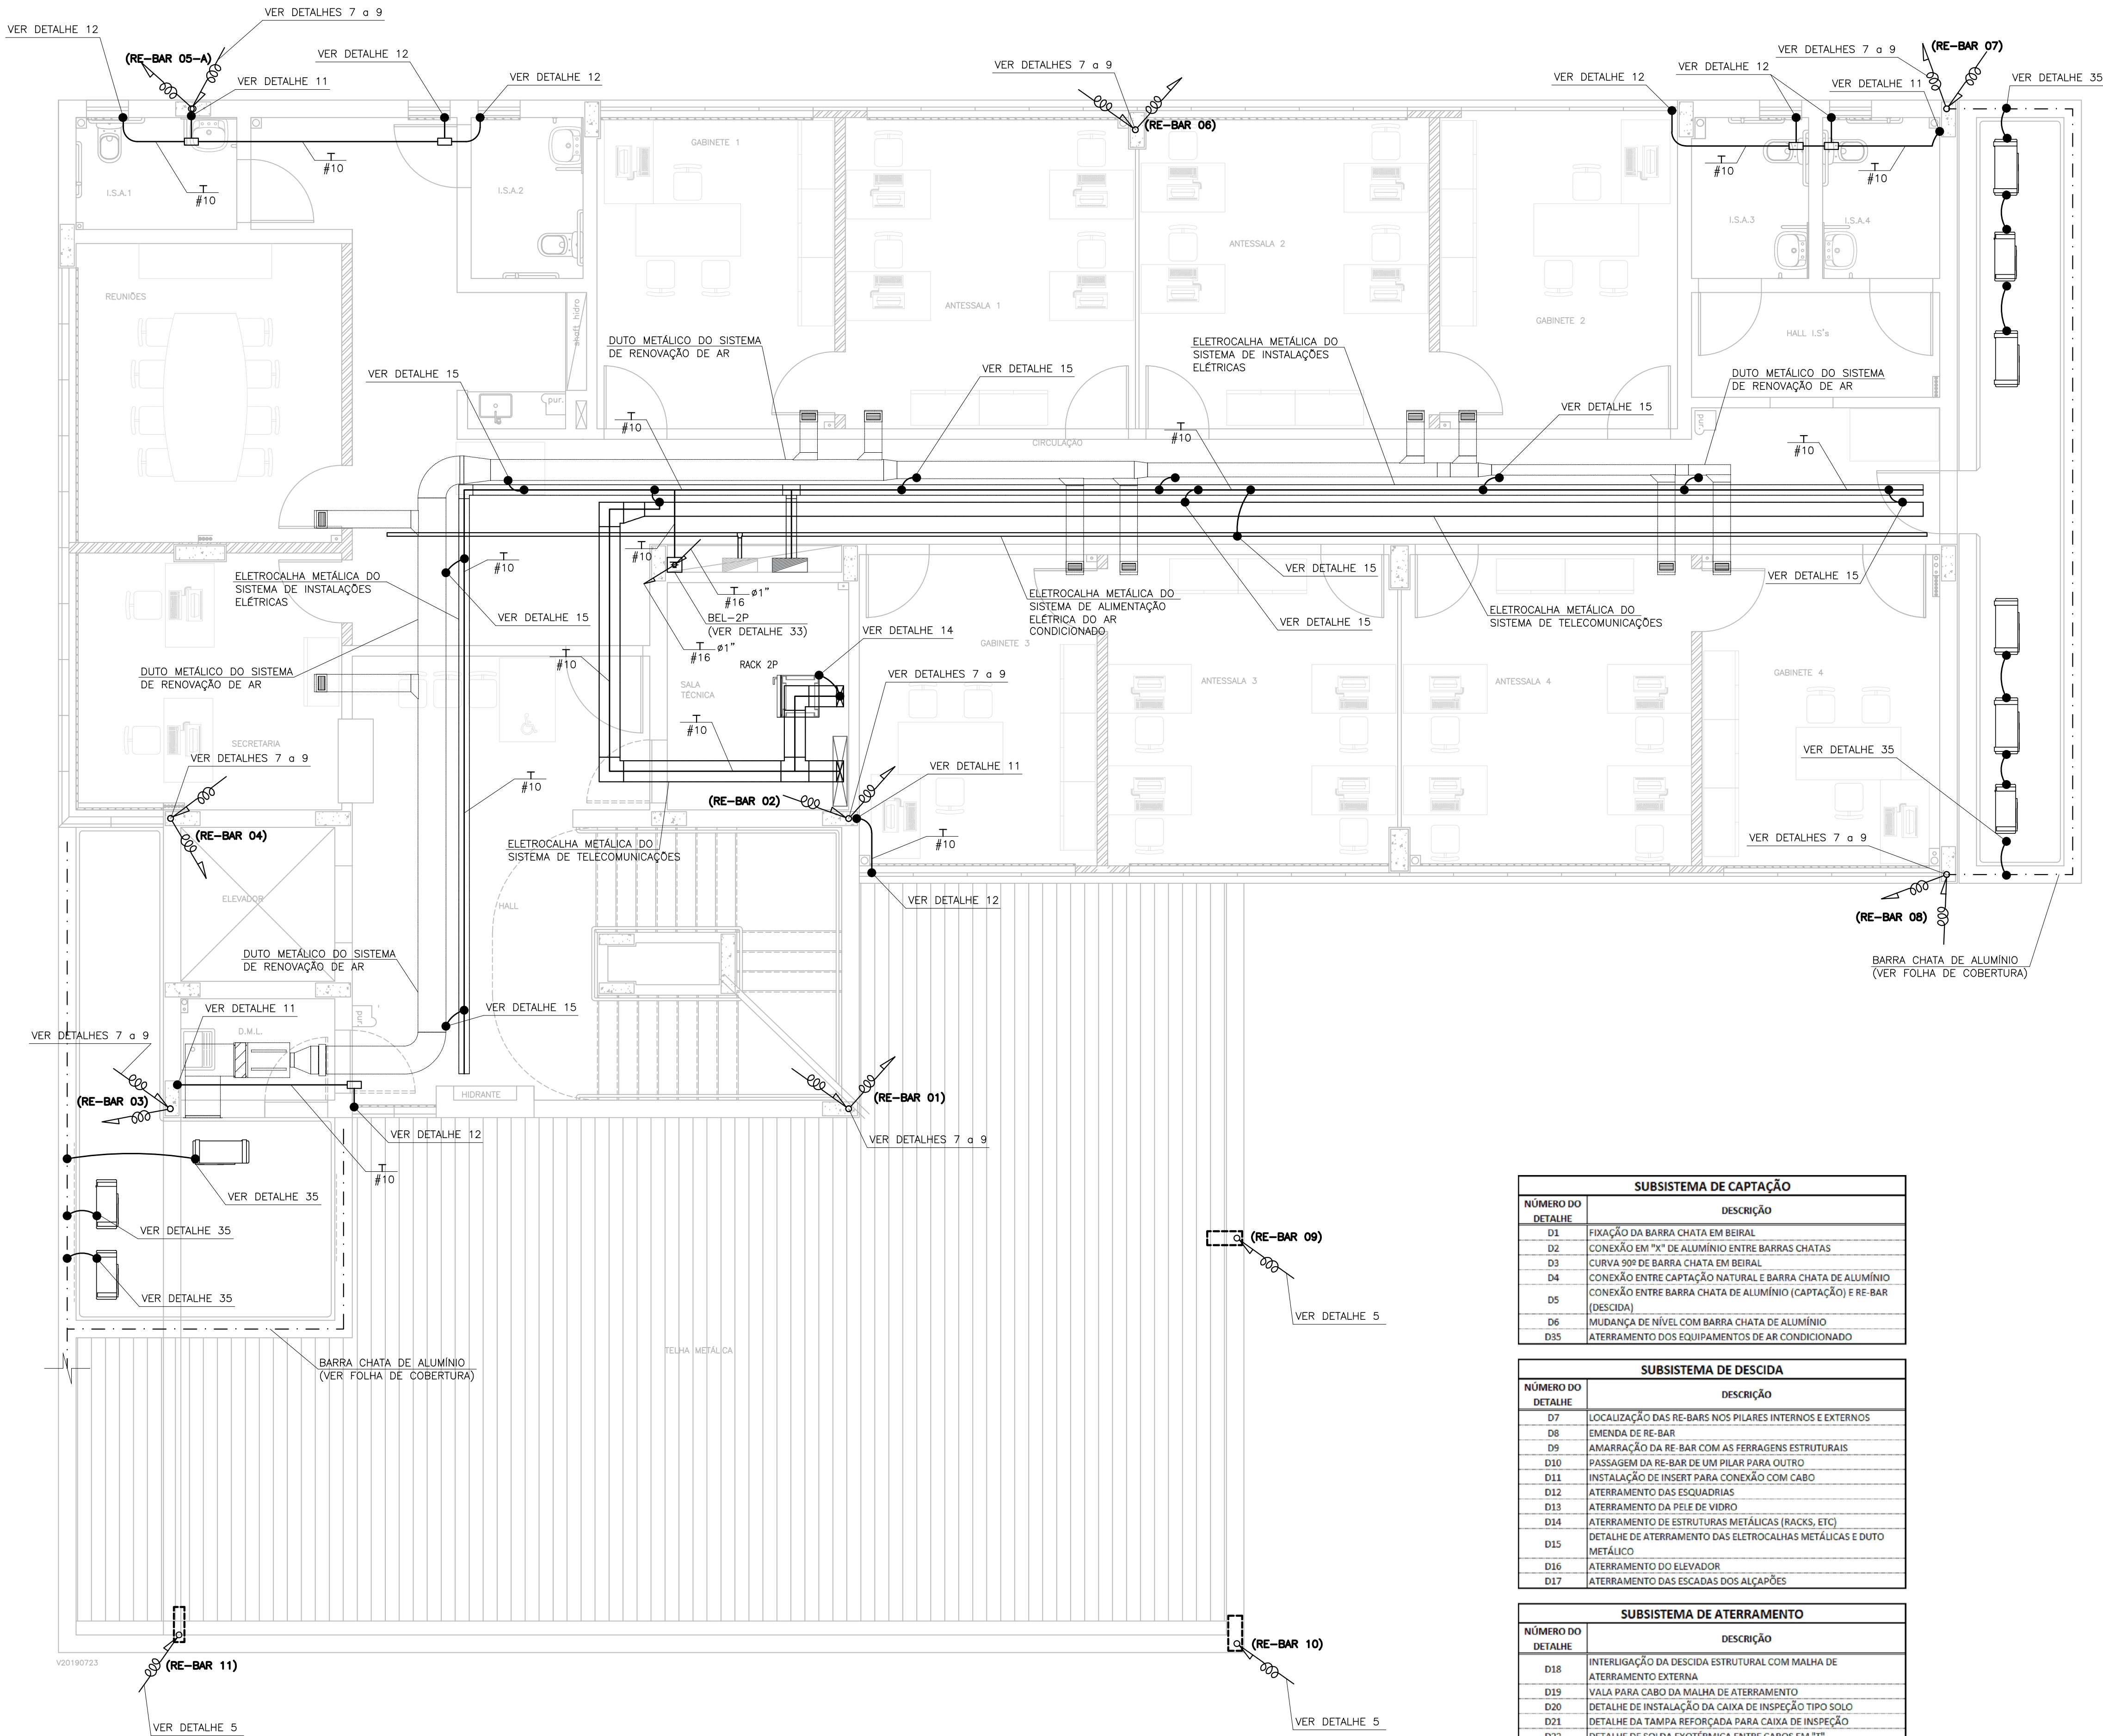 VER DETALHES 7 a 9
VER DETALHE 12
(RE-BAR 05-A)
VER DETALHE 12
VER DETALHE 11
VER DETALHE 12
VER DETALHES 7 a 9
(RE-BAR 06)
VER DETALHE 12
VER DETALHE 12
VER DETALHES 7 a 9
(RE-BAR 07)
VER DETALHE 11
VER DETALHE 35
T
#10
T
#10
T
#10
T
#10
I.S.A.1
I.S.A.2
GABINETE 1
ANTESSALA 1
ANTESSALA 2
GABINETE 2
I.S.A.3
I.S.A.4
HALL I.S's
REUNIÕES
shaft hidro
pur.
DUTO METÁLICO DO SISTEMA
DE RENOVAÇÃO DE AR
VER DETALHE 15
VER DETALHE 15
ELETROCALHA METÁLICA DO
SISTEMA DE INSTALAÇÕES
ELÉTRICAS
VER DETALHE 15
DUTO METÁLICO DO SISTEMA
DE RENOVAÇÃO DE AR
pur.
T
#10
CIRCULAÇÃO
T
#10
T
#10
T
#10
T
#10
ELETROCALHA METÁLICA DO
SISTEMA DE INSTALAÇÕES
ELÉTRICAS
VER DETALHE 15
T ø1"
#16
BEL-2P
(VER DETALHE 33)
T ø1"
#16
VER DETALHE 14
ELETROCALHA METÁLICA DO
SISTEMA DE ALIMENTAÇÃO
ELÉTRICA DO AR
CONDICIONADO
VER DETALHE 15
VER DETALHE 15
ELETROCALHA METÁLICA DO
SISTEMA DE TELECOMUNICAÇÕES
VER DETALHE 15
DUTO METÁLICO DO SISTEMA
DE RENOVAÇÃO DE AR
T
#10
RACK 2P
SALA
TÉCNICA
VER DETALHES 7 a 9
GABINETE 3
ANTESSALA 3
ANTESSALA 4
GABINETE 4
T
#10
SECRETARIA
VER DETALHES 7 a 9
T
#10
VER DETALHE 11
VER DETALHE 35
(RE-BAR 02)
(RE-BAR 04)
ELETROCALHA METÁLICA DO
SISTEMA DE TELECOMUNICAÇÕES
T
#10
VER DETALHES 7 a 9
VER DETALHE 12
(RE-BAR 08)
ELEVADOR
HALL
DUTO METÁLICO DO SISTEMA
DE RENOVAÇÃO DE AR
BARRA CHATA DE ALUMÍNIO
(VER FOLHA DE COBERTURA)
VER DETALHE 11
VER DETALHE 15
pur.
D.M.L.
VER DETALHES 7 a 9
(RE-BAR 03)
HIDRANTE
(RE-BAR 01)
VER DETALHE 12
VER DETALHES 7 a 9
T
#10
VER DETALHE 35
VER DETALHE 35
VER DETALHE 35
(RE-BAR 09)
VER DETALHE 5
BARRA CHATA DE ALUMÍNIO
(VER FOLHA DE COBERTURA)
TELHA METÁLICA
V20190723
(RE-BAR 11)
VER DETALHE 5
(RE-BAR 10)
VER DETALHE 5
SUBSISTEMA DE CAPTAÇÃO
NÚMERO DO DETALHE DESCRIÇÃO
D1 FIXAÇÃO DA BARRA CHATA EM BEIRAL
D2 CONEXÃO EM "X" DE ALUMÍNIO ENTRE BARRAS CHATAS
D3 CURVA 90º DE BARRA CHATA EM BEIRAL
D4 CONEXÃO ENTRE CAPTAÇÃO NATURAL E BARRA CHATA DE ALUMÍNIO
D5 CONEXÃO ENTRE BARRA CHATA DE ALUMÍNIO (CAPTAÇÃO) E RE-BAR
(DESCIDA)
D6 MUDANÇA DE NÍVEL COM BARRA CHATA DE ALUMÍNIO
D35 ATERRAMENTO DOS EQUIPAMENTOS DE AR CONDICIONADO
SUBSISTEMA DE DESCIDA
NÚMERO DO DETALHE DESCRIÇÃO
D7 LOCALIZAÇÃO DAS RE-BARS NOS PILARES INTERNOS E EXTERNOS
D8 EMENDA DE RE-BAR
D9 AMARRAÇÃO DA RE-BAR COM AS FERRAGENS ESTRUTURAIS
D10 PASSAGEM DA RE-BAR DE UM PILAR PARA OUTRO
D11 INSTALAÇÃO DE INSERT PARA CONEXÃO COM CABO
D12 ATERRAMENTO DAS ESQUADRIAS
D13 ATERRAMENTO DA PELE DE VIDRO
D14 ATERRAMENTO DE ESTRUTURAS METÁLICAS (RACKS, ETC)
D15 DETALHE DE ATERRAMENTO DAS ELETROCALHAS METÁLICAS E DUTO
METÁLICO
D16 ATERRAMENTO DO ELEVADOR
D17 ATERRAMENTO DAS ESCADAS DOS ALÇAPÕES
SUBSISTEMA DE ATERRAMENTO
NÚMERO DO DETALHE DESCRIÇÃO
D18 INTERLIGAÇÃO DA DESCIDA ESTRUTURAL COM MALHA DE
ATERRAMENTO EXTERNA
D19 VALA PARA CABO DA MALHA DE ATERRAMENTO
D20 DETALHE DE INSTALAÇÃO DA CAIXA DE INSPEÇÃO TIPO SOLO
D21 DETALHE DA TAMPA REFORÇADA PARA CAIXA DE INSPEÇÃO